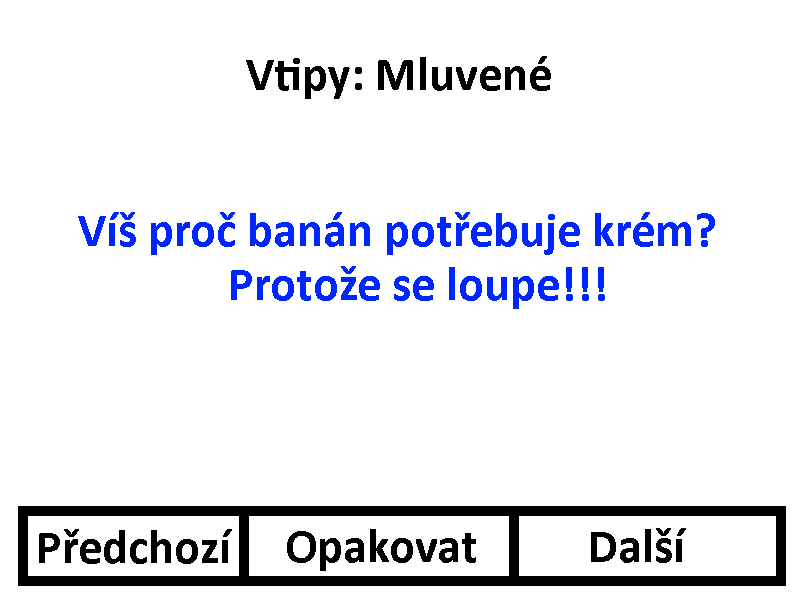 Vtipy: Mluvené
Víš proč banán potřebuje krém?
Protože se loupe!!!
Předchozí
Opakovat
Další